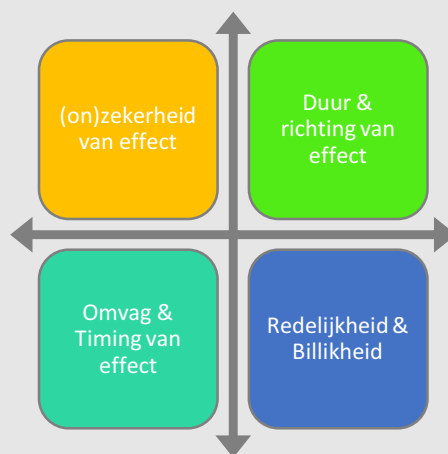 (on)zekerheid
van effect
Duur &
richting van
effect
Omvag &
Timing van
effect
Redelijkheid &
Billikheid